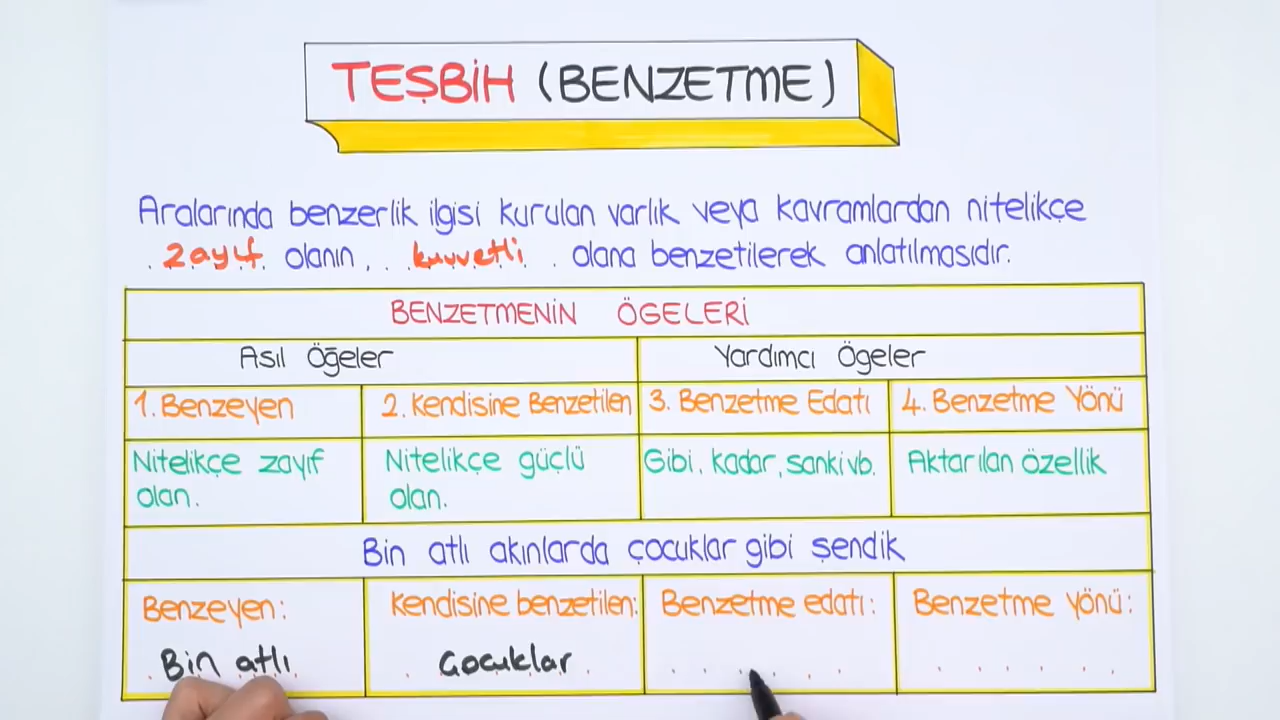 TEŞBİH (BENZETME)
Aralarında benzerlik ilgisi kurulan varlık veya kavramlardan nitelikçe
zayıf olanın, kuvvetli olana benzetilerek anlatılmasıdır.
BENZETMENİN ÖGELERİ
Asıl Öğeler
Yardımcı Ögeler
1. Benzeyen
2. Kendisine Benzetilen
3. Benzetme Edatı
4. Benzetme Yönü
Nitelikçe zayıf
olan.
Nitelikçe güçlü
olan.
Gibi, kadar, sanki vb.
Aktarılan özellik
Bin atlı akınlarda çocuklar gibi şendik
Benzeyen:
Bin atlı
Kendisine benzetilen:
Çocuklar
Benzetme edatı:
Benzetme yönü: